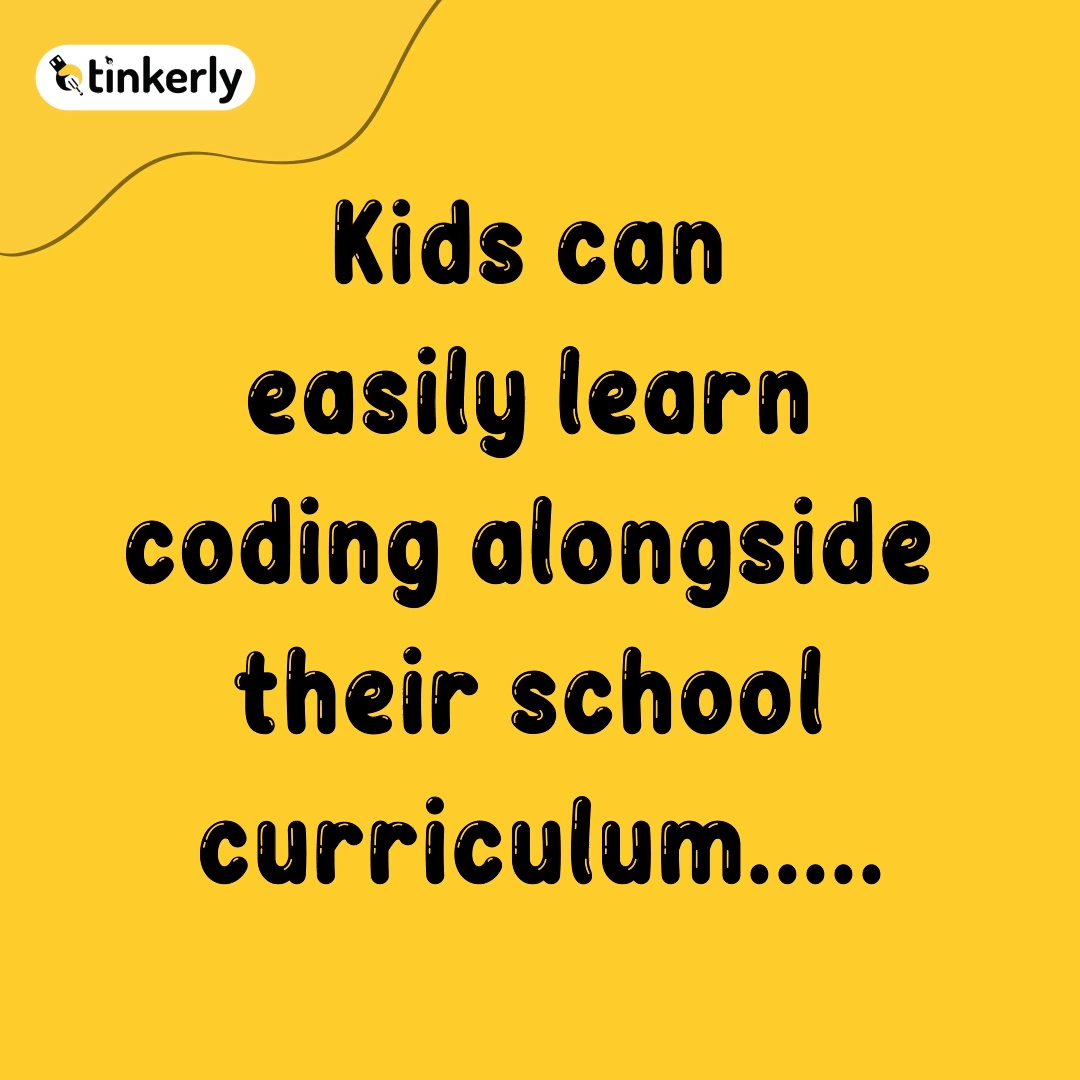 tinkerly
Kids can
easily learn
coding alongside
their school
curriculum.....